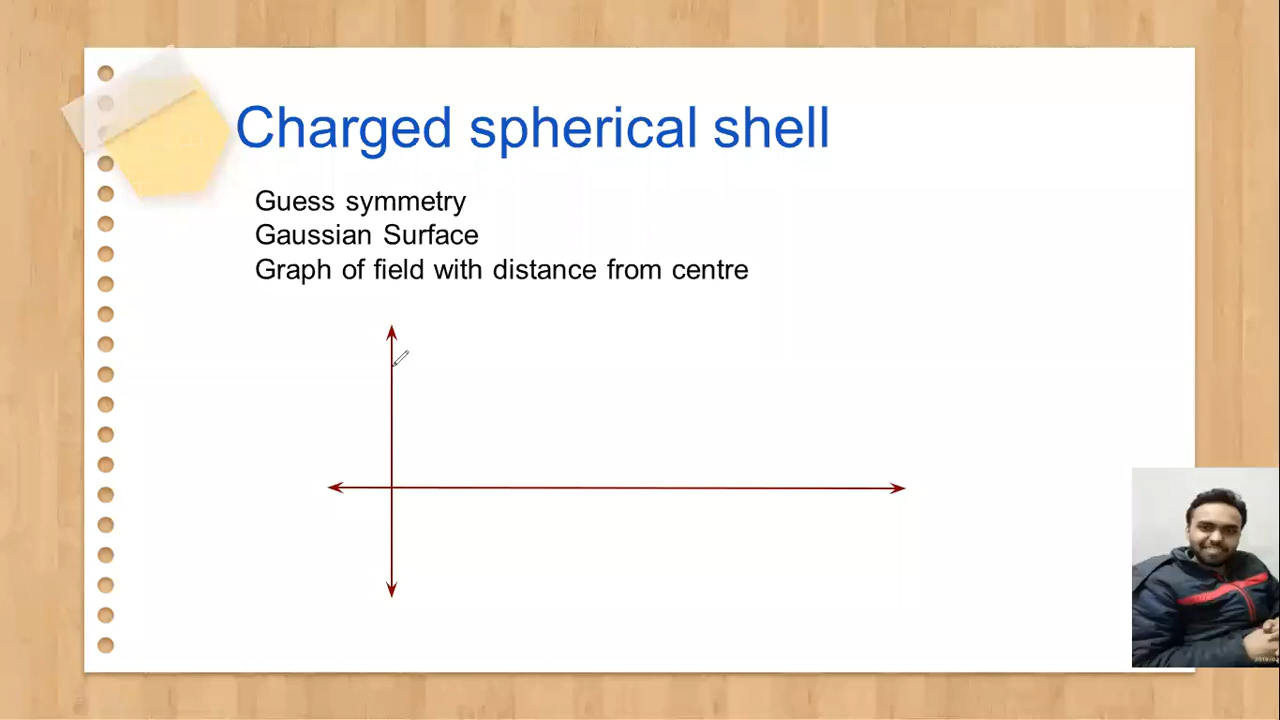 Charged spherical shell
Guess symmetry
Gaussian Surface
Graph of field with distance from centre